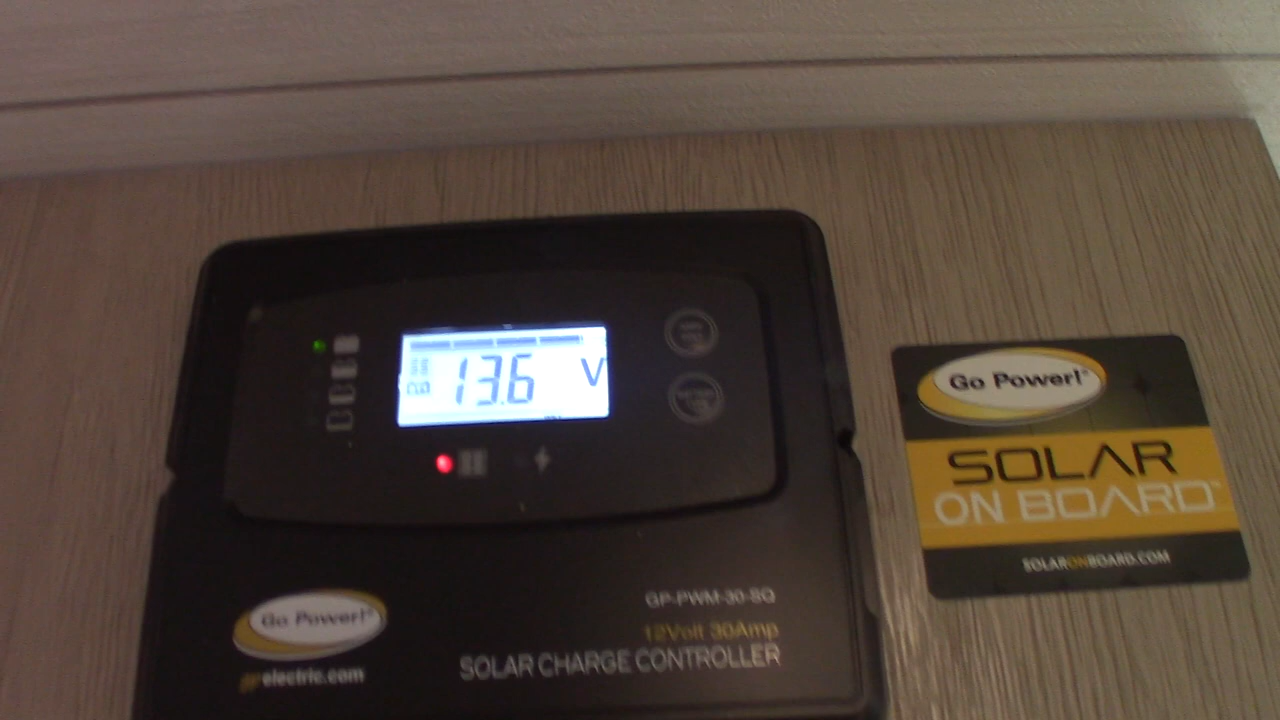 13.6 V
Go Power!®
gpelectric.com
GP-PWM-30-SQ
12Volt 30Amp
SOLAR CHARGE CONTROLLER
Go Power!®
SOLAR
ON BOARD™
SOLARONBOARD.COM